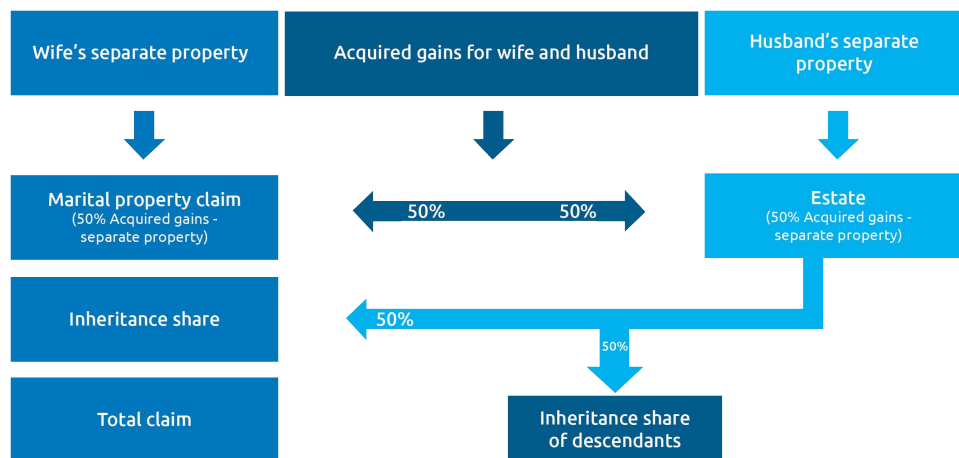 Wife's separate property
Acquired gains for wife and husband
Husband's separate
property
Marital property claim
(50% Acquired gains -
separate property)
50%
50%
Estate
(50% Acquired gains -
separate property)
Inheritance share
50%
50%
Total claim
Inheritance share
of descendants